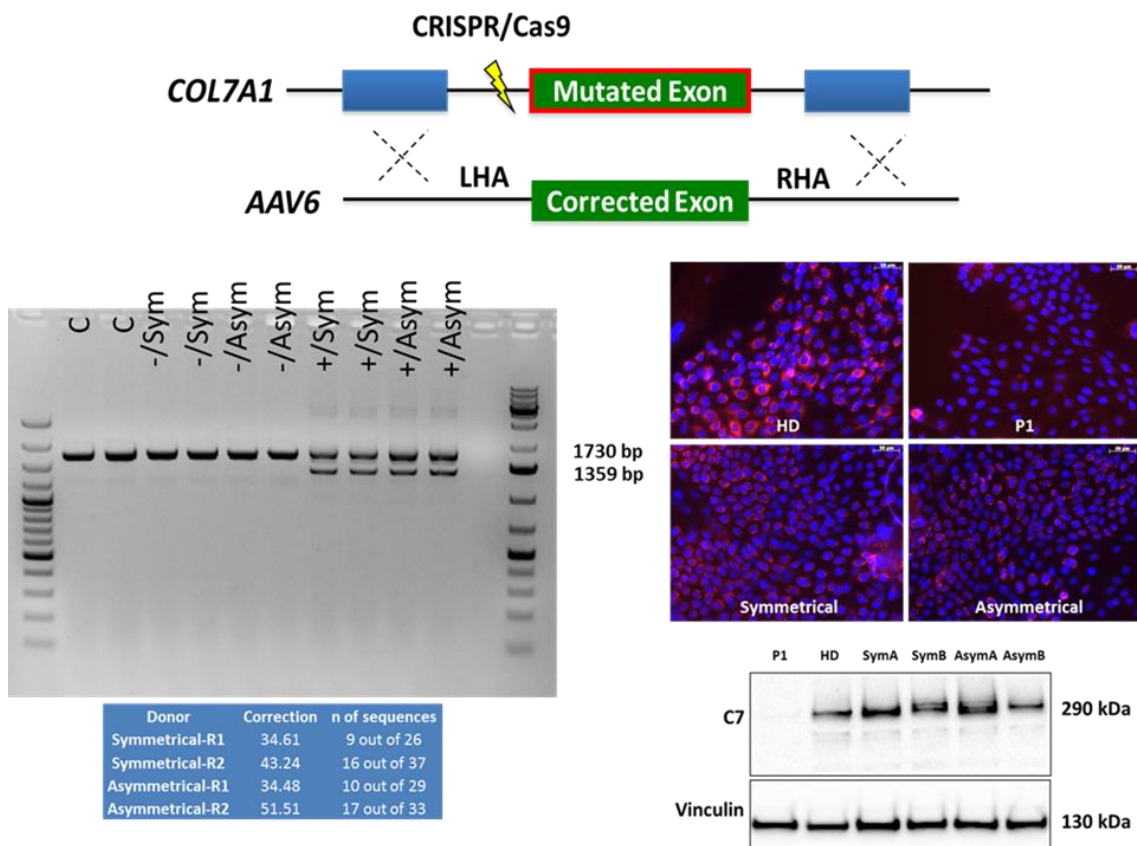 CRISPR/Cas9
COL7A1
Mutated Exon
LHA
RHA
AAV6
Corrected Exon
C
C
-/Sym
-/Sym
-/Asym
-/Asym
+/Sym
+/Sym
+/Asym
+/Asym
1730 bp
1359 bp
HD
P1
Symmetrical
Asymmetrical
Donor Correction n of sequences
Symmetrical-R1 34.61 9 out of 26
Symmetrical-R2 43.24 16 out of 37
Asymmetrical-R1 34.48 10 out of 29
Asymmetrical-R2 51.51 17 out of 33
P1 HD SymA SymB AsymA AsymB
C7
290 kDa
Vinculin
130 kDa